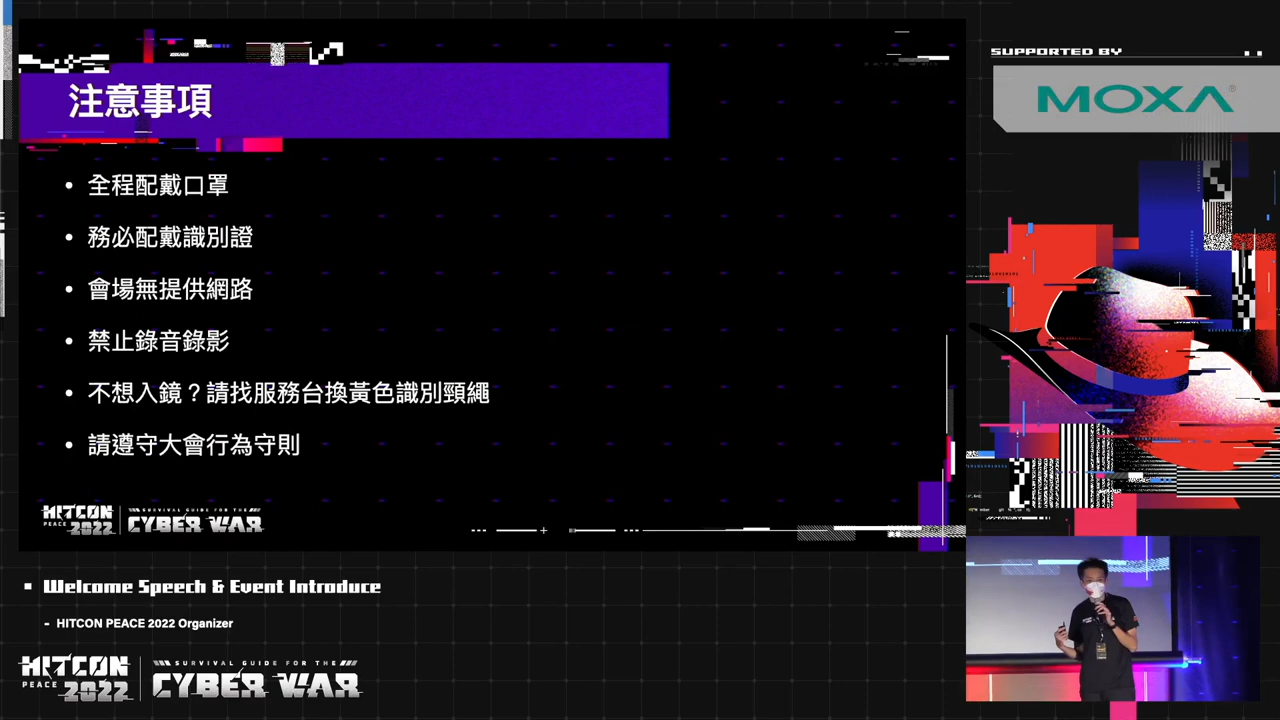 注意事項
• 全程配戴口罩
• 務必配戴識別證
• 會場無提供網路
• 禁止錄音錄影
• 不想入鏡？請找服務台換黃色識別頸繩
• 請遵守大會行為守則
HITCON PEACE 2022
SURVIVAL GUIDE FOR THE
CYBER WAR
SUPPORTED BY
MOXA®
Welcome Speech & Event Introduce
- HITCON PEACE 2022 Organizer
HITCON PEACE 2022
SURVIVAL GUIDE FOR THE
CYBER WAR